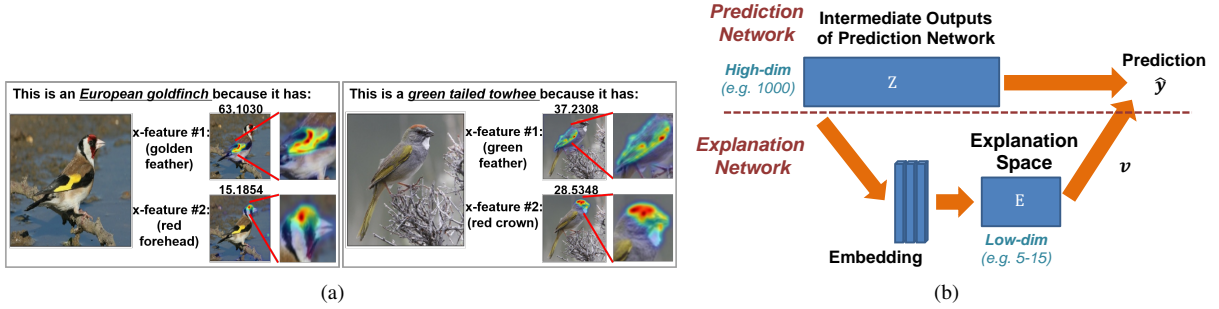 This is an European goldfinch because it has:
63.1030
x-feature #1:
(golden
feather)
15.1854
x-feature #2:
(red
forehead)
This is a green tailed towhee because it has:
37.2308
x-feature #1:
(green
feather)
28.5348
x-feature #2:
(red crown)
(a)
Prediction
Network
Intermediate Outputs
of Prediction Network
High-dim
(e.g. 1000)
Z
Prediction
ŷ
Explanation
Network
Explanation
Space
v
E
Embedding
Low-dim
(e.g. 5-15)
(b)